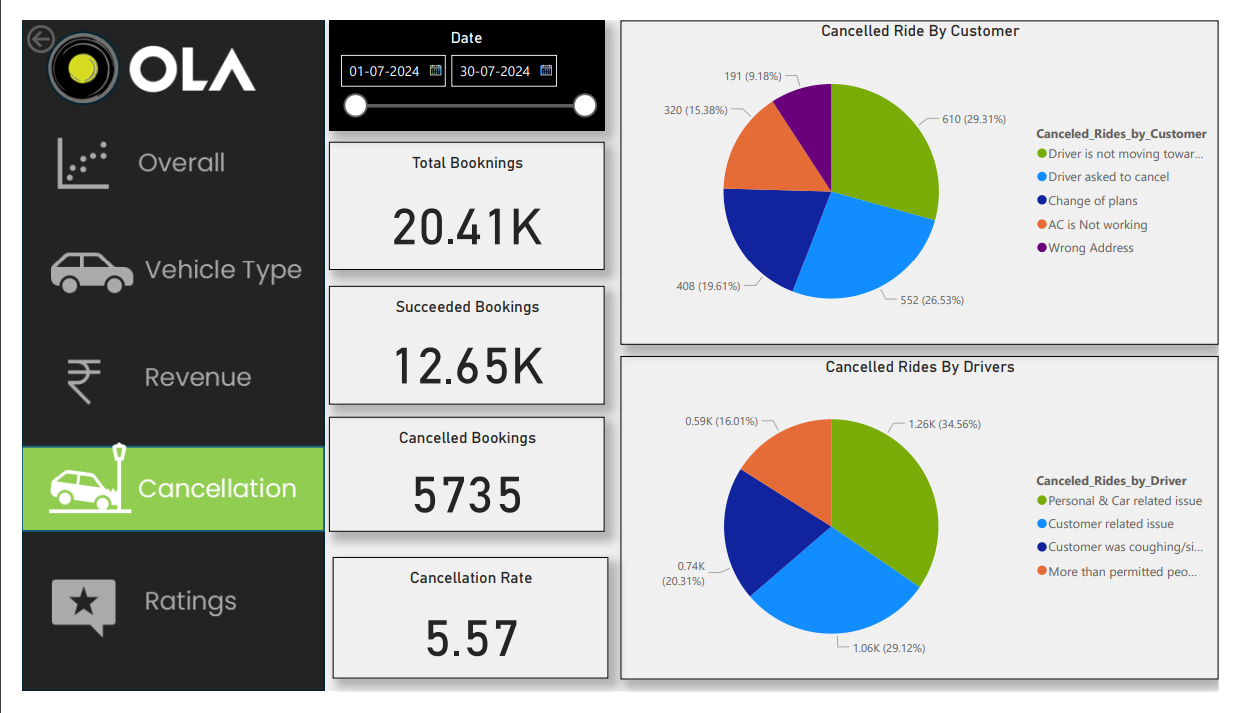 OLA
Overall
Vehicle Type
Revenue
Cancellation
Ratings
Date
01-07-2024
30-07-2024
Total Booknings
20.41K
Succeeded Bookings
12.65K
Cancelled Bookings
5735
Cancellation Rate
5.57
Cancelled Ride By Customer
191 (9.18%)
320 (15.38%)
610 (29.31%)
408 (19.61%)
552 (26.53%)
Canceled_Rides_by_Customer
Driver is not moving towar...
Driver asked to cancel
Change of plans
AC is Not working
Wrong Address
Cancelled Rides By Drivers
0.59K (16.01%)
1.26K (34.56%)
0.74K
(20.31%)
1.06K (29.12%)
Canceled_Rides_by_Driver
Personal & Car related issue
Customer related issue
Customer was coughing/si...
More than permitted peo...